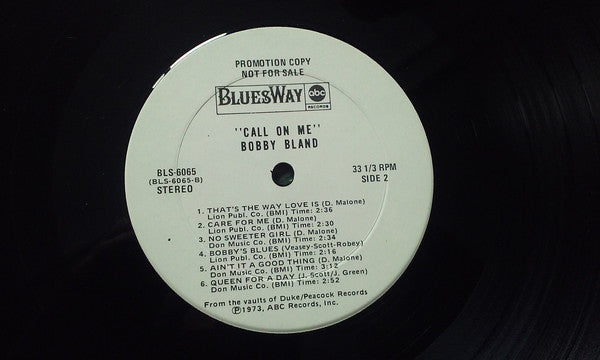 PROMOTION COPY
NOT FOR SALE
BLUESWAY abc RECORDS
"CALL ON ME"
BOBBY BLAND
BLS-6065
(BLS-6065-B)
STEREO
33 1/3 RPM
SIDE 2
1. THAT'S THE WAY LOVE IS (D. Malone)
Lion Publ. Co. (BMI) Time: 2:36
2. CARE FOR ME (D. Malone)
Lion Publ. Co. (BMI) Time: 2:30
3. NO SWEETER GIRL (D. Malone)
Don Music Co. (BMI) Time: 2:34
4. BOBBY'S BLUES (Veasey-Scott-Robey)
Lion Publ. Co. (BMI) Time: 2:16
5. AIN'T IT A GOOD THING (D. Malone)
Don Music Co. (BMI) Time: 3:12
6. QUEEN FOR A DAY (J. Scott/J. Green)
Don Music Co. (BMI) Time: 2:52
From the vaults of Duke/Peacock Records
Ⓟ1973, ABC Records, Inc.